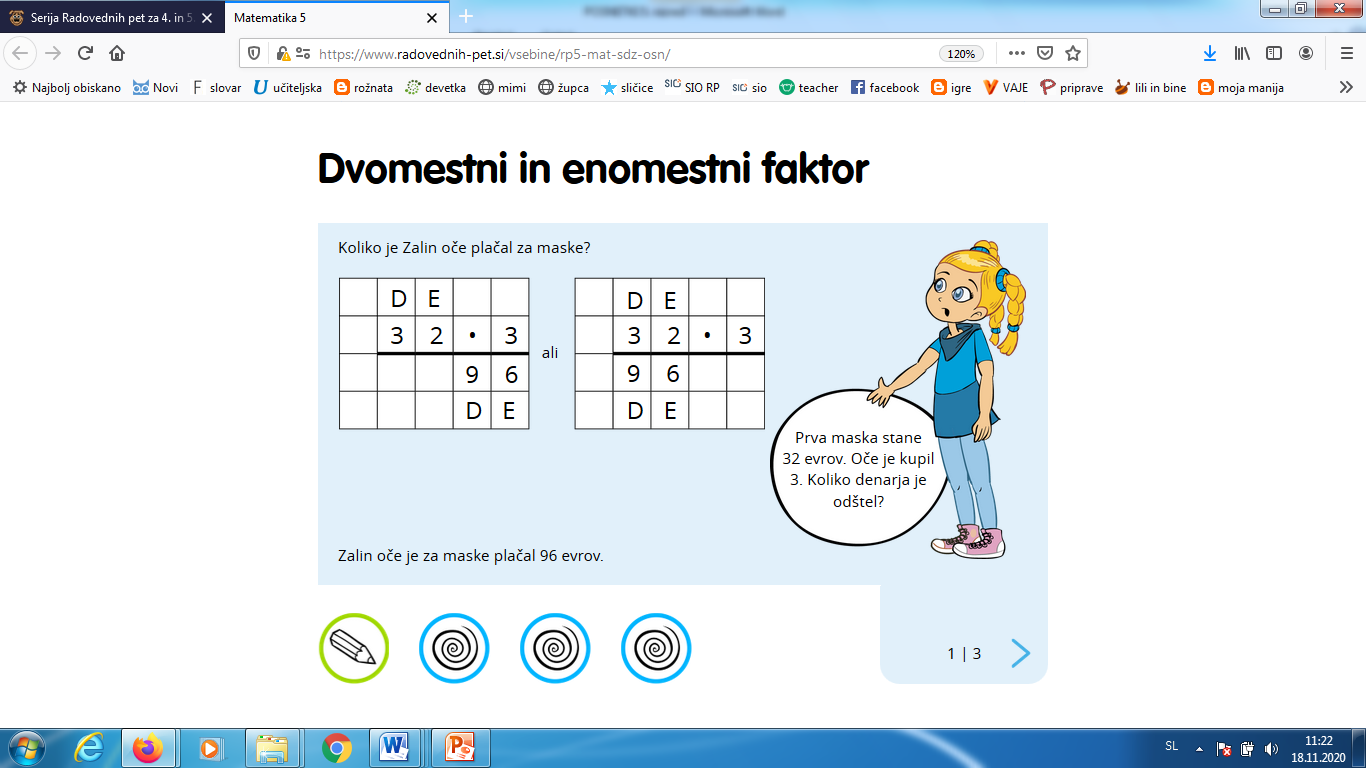 Serija Radovednih pet za 4. in 5
Matematika 5
https://www.radovednih-pet.si/vsebine/rp5-mat-sdz-osn/
120%
Najbolj obiskano
Novi
slovar
učiteljska
rožnata
devetka
mimi
župca
sličice
SIO RP
sio
teacher
facebook
igre
VAJE
priprave
lili in bine
moja manija
Dvomestni in enomestni faktor
Koliko je Zalin oče plačal za maske?
D E
3 2 • 3
9 6
D E
ali
D E
3 2 • 3
9 6
D E
Prva maska stane
32 evrov. Oče je kupil
3. Koliko denarja je
odštel?
Zalin oče je za maske plačal 96 evrov.
1 | 3
SL
11:22
18.11.2020